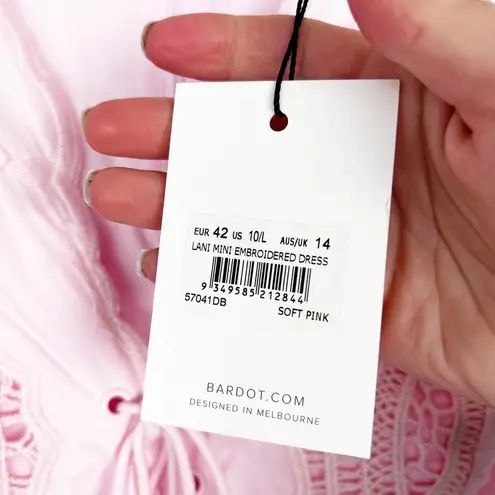 EUR 42 US 10/L AUS/UK 14
LANI MINI EMBROIDERED DRESS
9 349585 212844
57041DB SOFT PINK
BARDOT.COM
DESIGNED IN MELBOURNE